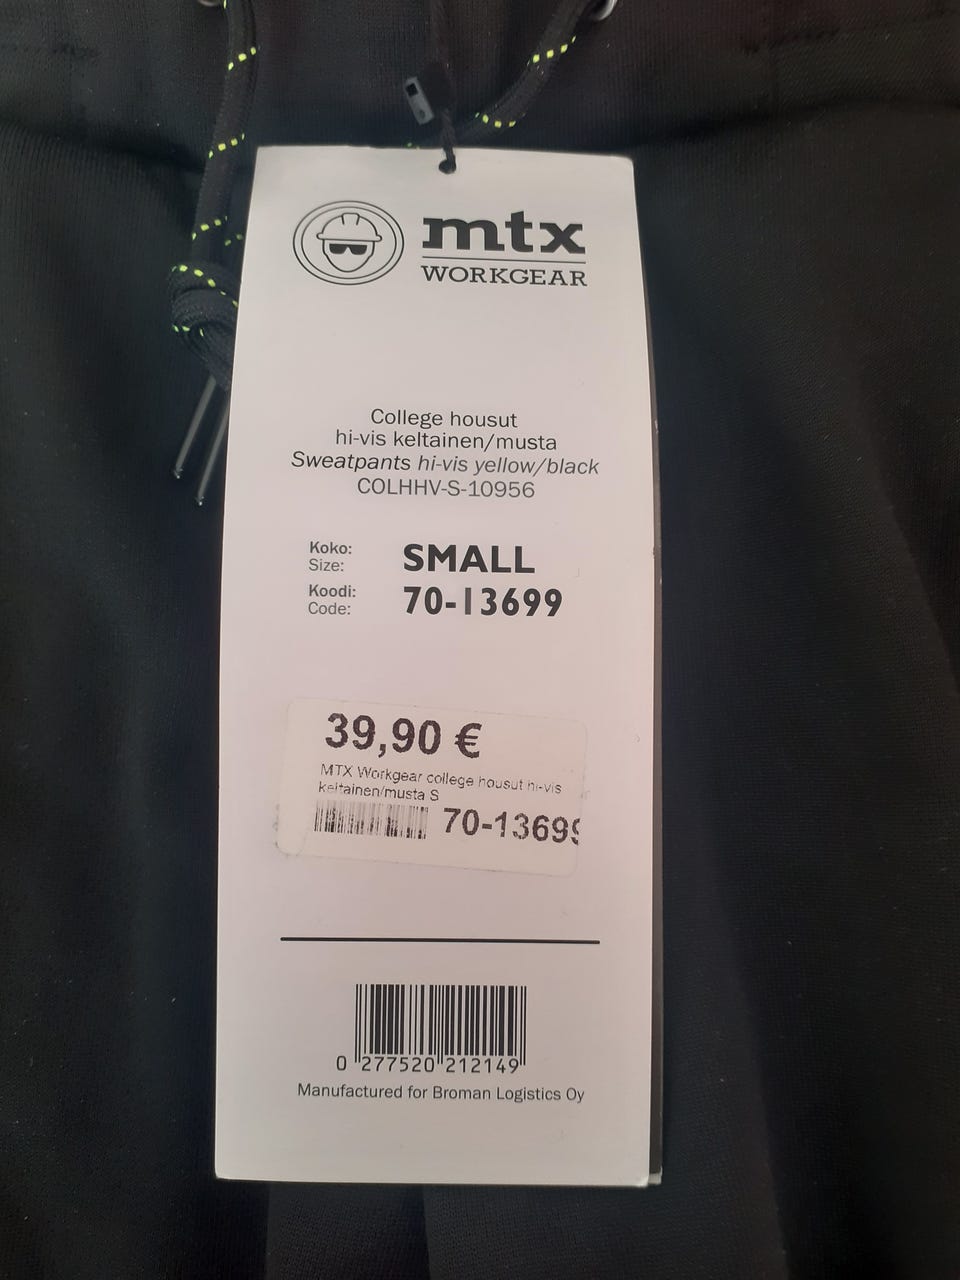 mtx
WORKGEAR
College housut
hi-vis keltainen/musta
Sweatpants hi-vis yellow/black
COLHHV-S-10956
Koko:
Size:
SMALL
Koodi:
Code:
70-13699
39,90 €
MTX Workgear college housut hi-vis
keltainen/musta S
70-13699
0 277520 212149
Manufactured for Broman Logistics Oy